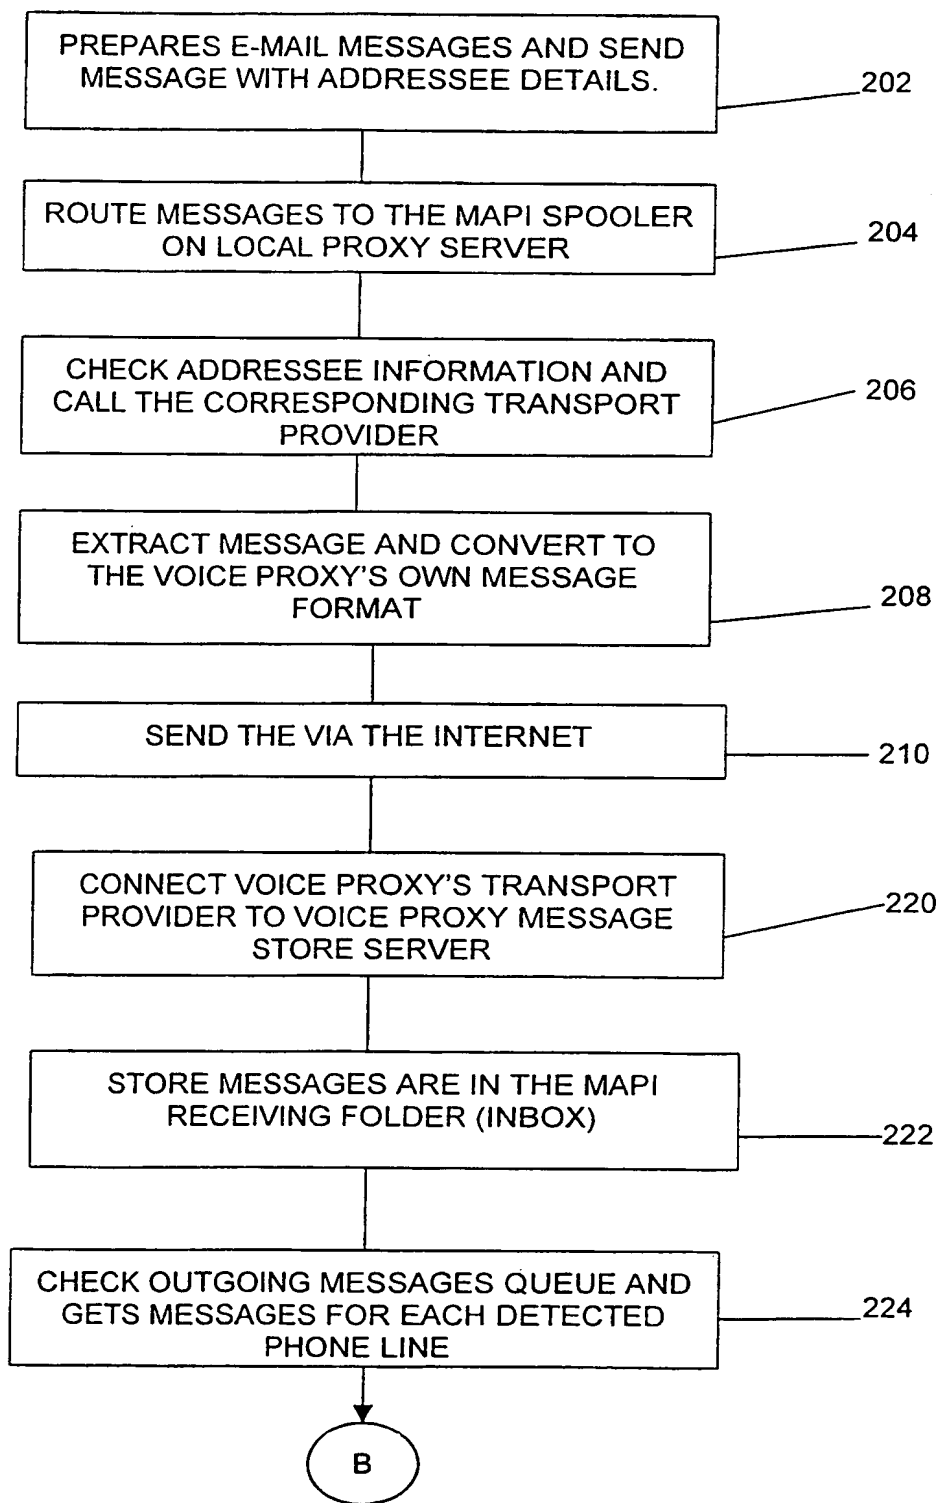 PREPARES E-MAIL MESSAGES AND SEND
MESSAGE WITH ADDRESSEE DETAILS.
202
ROUTE MESSAGES TO THE MAPI SPOOLER
ON LOCAL PROXY SERVER
204
CHECK ADDRESSEE INFORMATION AND
CALL THE CORRESPONDING TRANSPORT
PROVIDER
206
EXTRACT MESSAGE AND CONVERT TO
THE VOICE PROXY'S OWN MESSAGE
FORMAT
208
SEND THE VIA THE INTERNET
210
CONNECT VOICE PROXY'S TRANSPORT
PROVIDER TO VOICE PROXY MESSAGE
STORE SERVER
220
STORE MESSAGES ARE IN THE MAPI
RECEIVING FOLDER (INBOX)
222
CHECK OUTGOING MESSAGES QUEUE AND
GETS MESSAGES FOR EACH DETECTED
PHONE LINE
224
B